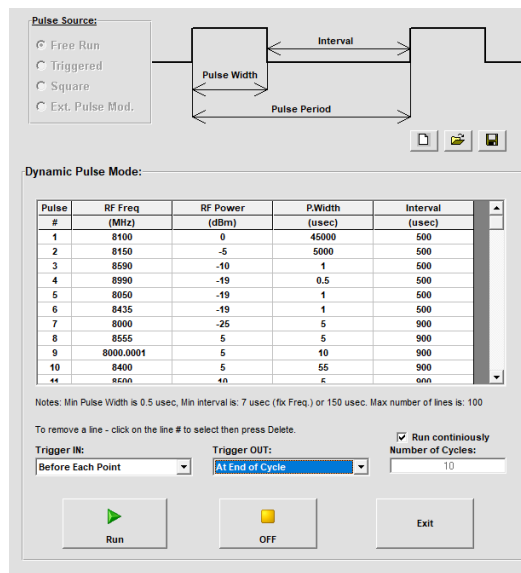 Pulse Source:
Free Run
Triggered
Square
Ext. Pulse Mod.
Interval
Pulse Width
Pulse Period
Dynamic Pulse Mode:
Pulse RF Freq RF Power P.Width Interval
# (MHz) (dBm) (usec) (usec)
1 8100 0 45000 500
2 8150 -5 5000 500
3 8590 -10 1 500
4 8990 -19 0.5 500
5 8050 -19 1 500
6 8435 -19 1 500
7 8000 -25 5 900
8 8555 5 5 900
9 8000.0001 5 10 900
10 8400 5 55 900
11 8500 10 5 900
Notes: Min Pulse Width is 0.5 usec, Min interval is: 7 usec (fix Freq.) or 150 usec. Max number of lines is: 100
To remove a line - click on the line # to select then press Delete.
Run continiously
Trigger IN: Trigger OUT: Number of Cycles:
Before Each Point At End of Cycle 10
Run OFF Exit